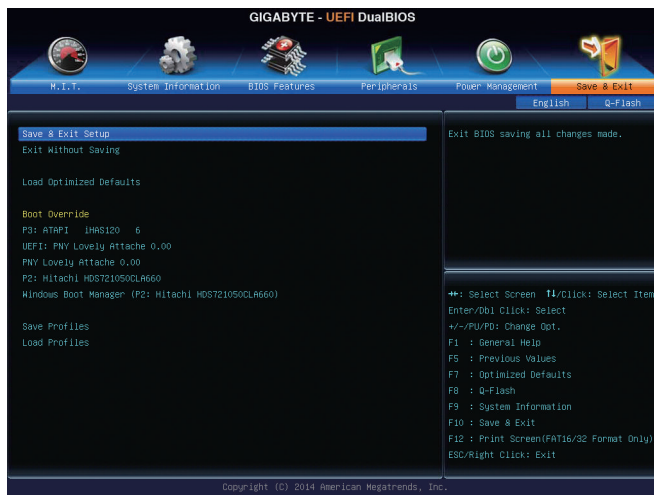 GIGABYTE - UEFI DualBIOS
M.I.T. System Information BIOS Features Peripherals Power Management Save & Exit
English Q-Flash
Save & Exit Setup
Exit Without Saving
Load Optimized Defaults
Boot Override
P3: ATAPI iHAS120 6
UEFI: PNY Lovely Attache 0.00
PNY Lovely Attache 0.00
P2: Hitachi HDS721050CLA660
Windows Boot Manager (P2: Hitachi HDS721050CLA660)
Save Profiles
Load Profiles
Exit BIOS saving all changes made.
→←: Select Screen ↑↓/Click: Select Item
Enter/Dbl Click: Select
+/-/PU/PD: Change Opt.
F1 : General Help
F5 : Previous Values
F7 : Optimized Defaults
F8 : Q-Flash
F9 : System Information
F10 : Save & Exit
F12 : Print Screen(FAT16/32 Format Only)
ESC/Right Click: Exit
Copyright (C) 2014 American Megatrends, Inc.